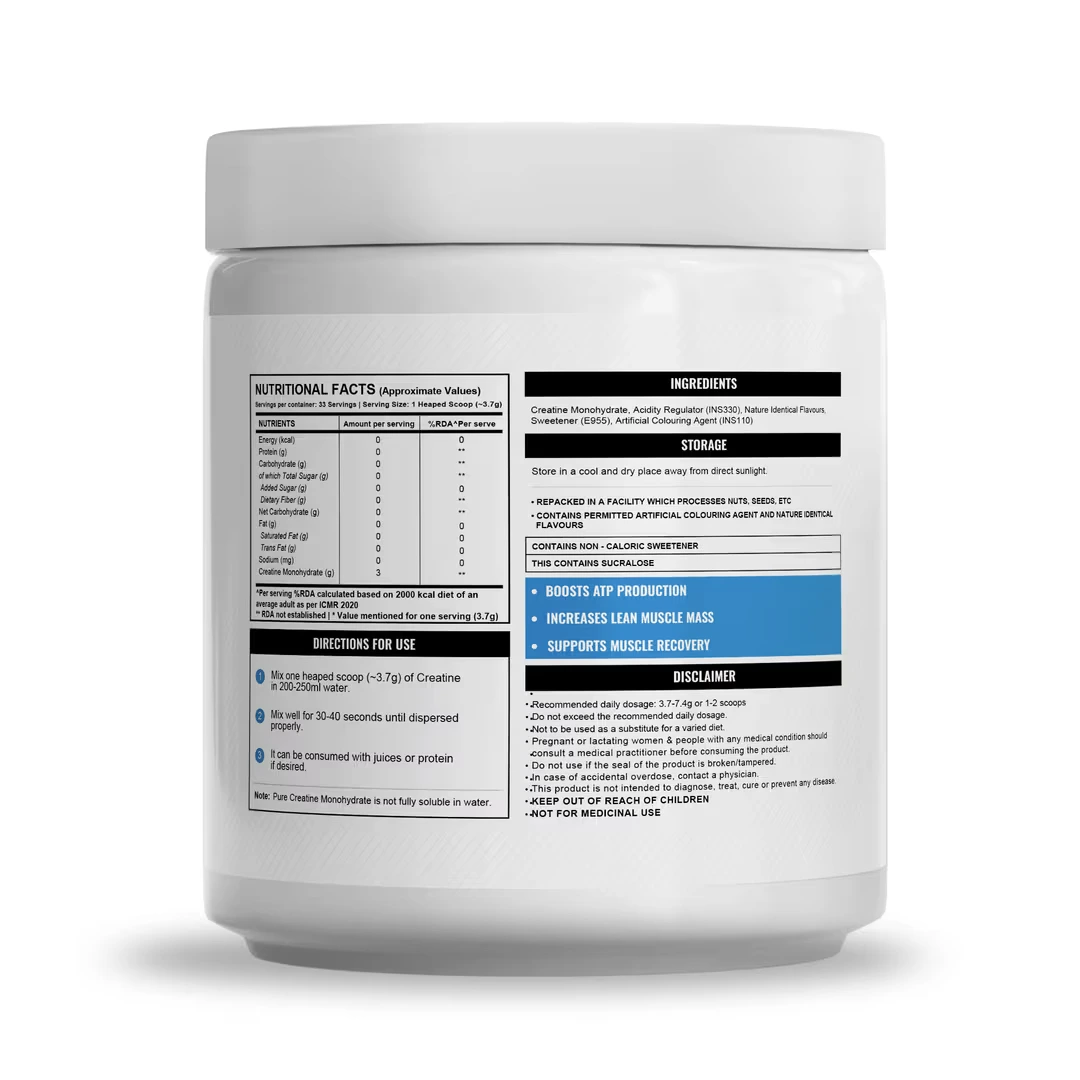 NUTRITIONAL FACTS (Approximate Values)
Servings per container: 33 Servings | Serving Size: 1 Heaped Scoop (~3.7g)
NUTRIENTS Amount per serving %RDA^Per serve
Energy (kcal) 0 0
Protein (g) 0 **
Carbohydrate (g) 0 **
of which Total Sugar (g) 0 **
Added Sugar (g) 0 0
Dietary Fiber (g) 0 **
Net Carbohydrate (g) 0 **
Fat (g) 0 0
Saturated Fat (g) 0 0
Trans Fat (g) 0 0
Sodium (mg) 0 0
Creatine Monohydrate (g) 3 **
^Per serving %RDA calculated based on 2000 kcal diet of an
average adult as per ICMR 2020
** RDA not established | * Value mentioned for one serving (3.7g)
DIRECTIONS FOR USE
1 Mix one heaped scoop (~3.7g) of Creatine
in 200-250ml water.
2 Mix well for 30-40 seconds until dispersed
properly.
3 It can be consumed with juices or protein
if desired.
Note: Pure Creatine Monohydrate is not fully soluble in water.
INGREDIENTS
Creatine Monohydrate, Acidity Regulator (INS330), Nature Identical Flavours,
Sweetener (E955), Artificial Colouring Agent (INS110)
STORAGE
Store in a cool and dry place away from direct sunlight.
• REPACKED IN A FACILITY WHICH PROCESSES NUTS, SEEDS, ETC
• CONTAINS PERMITTED ARTIFICIAL COLOURING AGENT AND NATURE IDENTICAL
FLAVOURS
CONTAINS NON - CALORIC SWEETENER
THIS CONTAINS SUCRALOSE
• BOOSTS ATP PRODUCTION
• INCREASES LEAN MUSCLE MASS
• SUPPORTS MUSCLE RECOVERY
DISCLAIMER
• Recommended daily dosage: 3.7-7.4g or 1-2 scoops
• Do not exceed the recommended daily dosage.
• Not to be used as a substitute for a varied diet.
• Pregnant or lactating women & people with any medical condition should
consult a medical practitioner before consuming the product.
• Do not use if the seal of the product is broken/tampered.
• In case of accidental overdose, contact a physician.
• This product is not intended to diagnose, treat, cure or prevent any disease.
• KEEP OUT OF REACH OF CHILDREN
• NOT FOR MEDICINAL USE